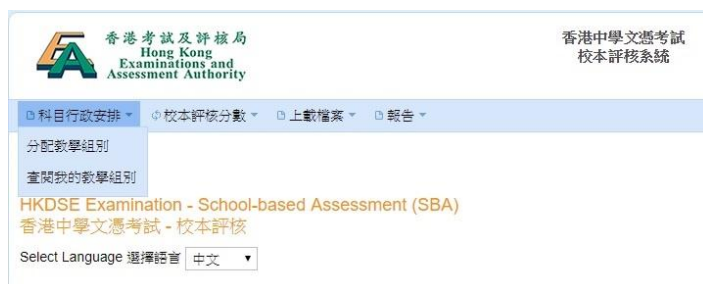 香港考試及評核局
Hong Kong
Examinations and
Assessment Authority
香港中學文憑考試
校本評核系統
科目行政安排 校本評核分數 上載檔案 報告
分配教學組別
查閱我的教學組別
HKDSE Examination - School-based Assessment (SBA)
香港中學文憑考試 - 校本評核
Select Language 選擇語言 中文